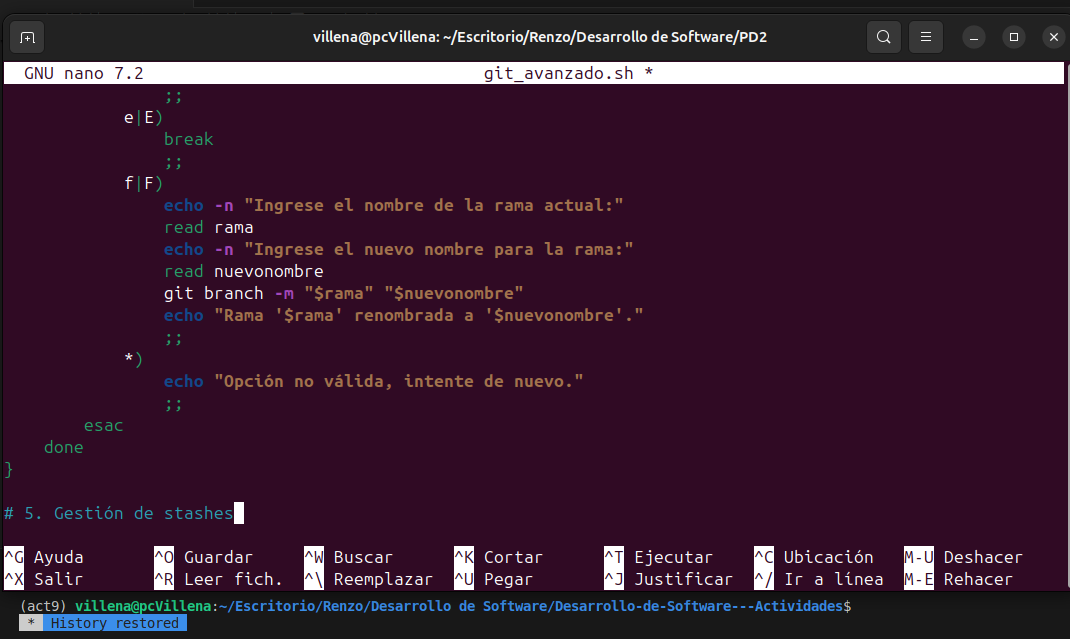 villena@pcVillena: ~/Escritorio/Renzo/Desarrollo de Software/PD2
GNU nano 7.2 git_avanzado.sh *
;;
e|E)
break
;;
f|F)
echo -n "Ingrese el nombre de la rama actual:"
read rama
echo -n "Ingrese el nuevo nombre para la rama:"
read nuevonombre
git branch -m "$rama" "$nuevonombre"
echo "Rama '$rama' renombrada a '$nuevonombre'."
;;
*)
echo "Opción no válida, intente de nuevo."
;;
esac
done
}
# 5. Gestión de stashes
^G Ayuda ^O Guardar ^W Buscar ^K Cortar ^T Ejecutar ^C Ubicación M-U Deshacer
^X Salir ^R Leer fich. ^\ Reemplazar ^U Pegar ^J Justificar ^/ Ir a línea M-E Rehacer
(act9) villena@pcVillena:~/Escritorio/Renzo/Desarrollo de Software/Desarrollo-de-Software---Actividades$
* History restored